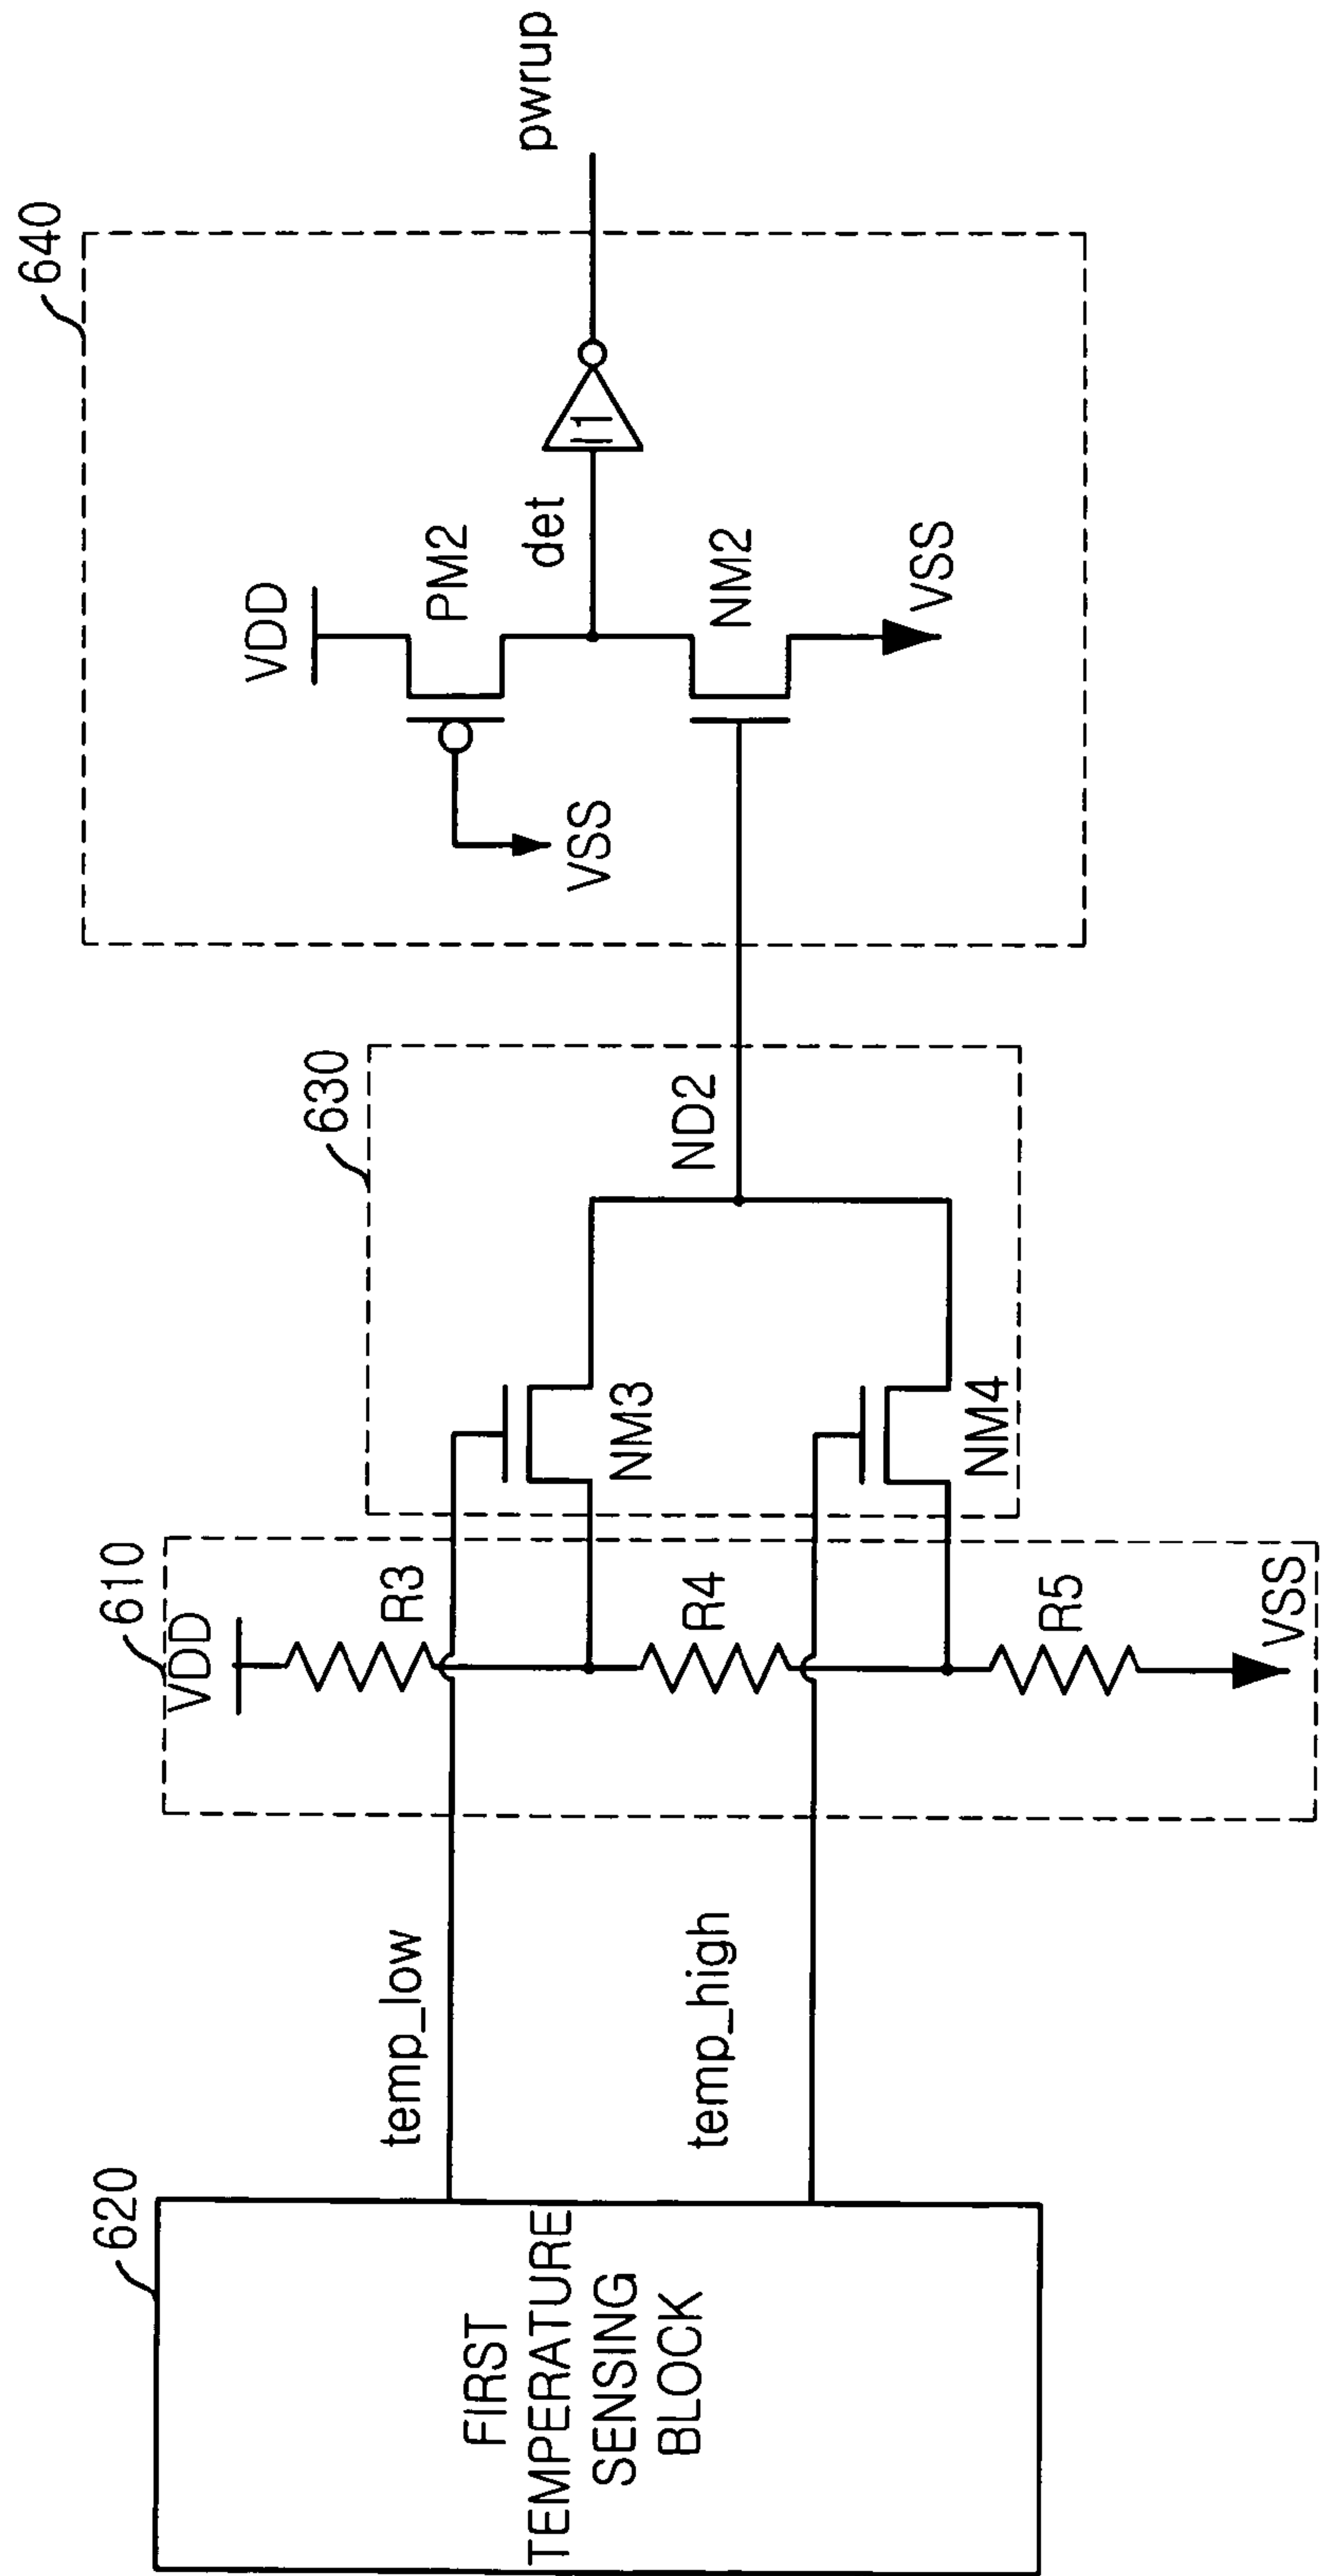 620
FIRST
TEMPERATURE
SENSING
BLOCK
temp_low
temp_high
610
VDD
R3
R4
R5
VSS
630
NM3
NM4
ND2
640
VDD
PM2
VSS
det
NM2
VSS
I1
pwrup